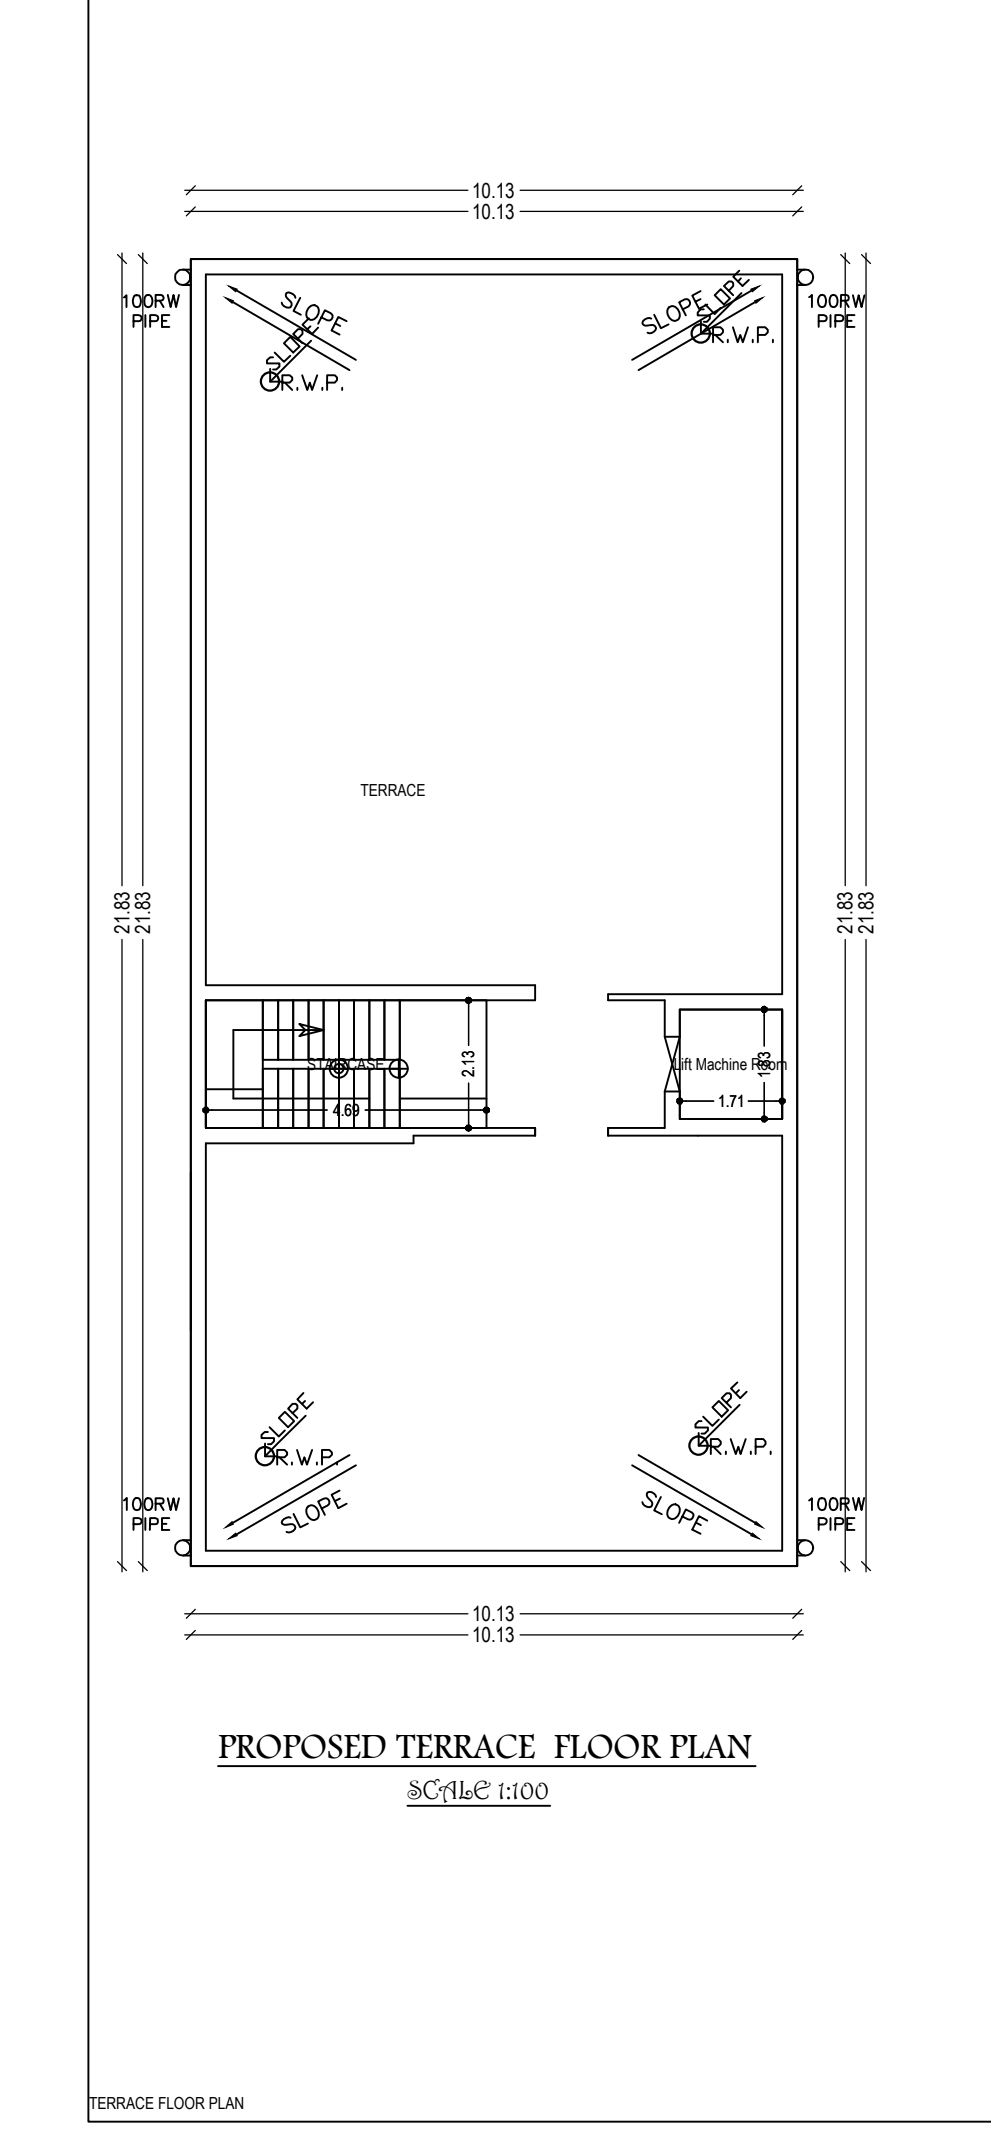 10.13
10.13
100RW
PIPE
SLOPE
SLOPE
R.W.P.
SLOPE
SLOPE
R.W.P.
100RW
PIPE
TERRACE
21.83
21.83
21.83
21.83
STAIRCASE
2.13
4.69
Lift Machine Room
1.83
1.71
SLOPE
R.W.P.
SLOPE
SLOPE
R.W.P.
SLOPE
100RW
PIPE
100RW
PIPE
10.13
10.13
PROPOSED TERRACE FLOOR PLAN
SCALE 1:100
TERRACE FLOOR PLAN